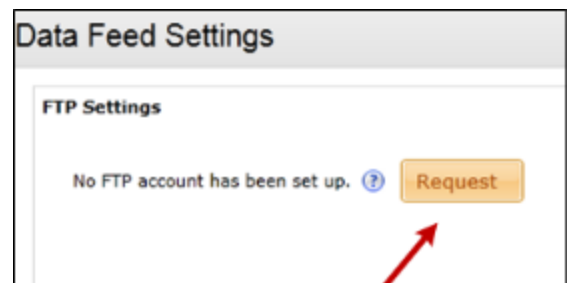 Data Feed Settings
FTP Settings
No FTP account has been set up. ? Request